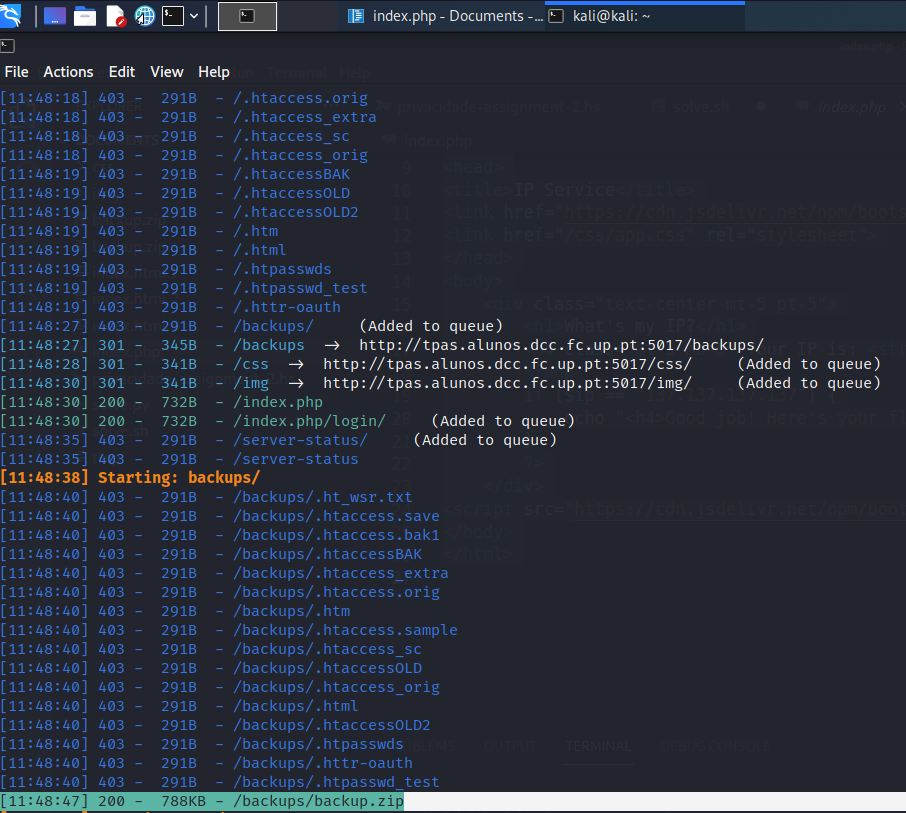 index.php - Documents -... kali@kali: ~
File Actions Edit View Help
[11:48:18] 403 - 291B - /.htaccess.orig
[11:48:18] 403 - 291B - /.htaccess_extra
[11:48:18] 403 - 291B - /.htaccess_sc
[11:48:18] 403 - 291B - /.htaccess_orig
[11:48:19] 403 - 291B - /.htaccessBAK
[11:48:19] 403 - 291B - /.htaccessOLD
[11:48:19] 403 - 291B - /.htaccessOLD2
[11:48:19] 403 - 291B - /.htm
[11:48:19] 403 - 291B - /.html
[11:48:19] 403 - 291B - /.htpasswds
[11:48:19] 403 - 291B - /.htpasswd_test
[11:48:19] 403 - 291B - /.httr-oauth
[11:48:27] 403 - 291B - /backups/ (Added to queue)
[11:48:27] 301 - 345B - /backups → http://tpas.alunos.dcc.fc.up.pt:5017/backups/
[11:48:28] 301 - 341B - /css → http://tpas.alunos.dcc.fc.up.pt:5017/css/ (Added to queue)
[11:48:30] 301 - 341B - /img → http://tpas.alunos.dcc.fc.up.pt:5017/img/ (Added to queue)
[11:48:30] 200 - 732B - /index.php
[11:48:30] 200 - 732B - /index.php/login/ (Added to queue)
[11:48:35] 403 - 291B - /server-status/ (Added to queue)
[11:48:35] 403 - 291B - /server-status
[11:48:38] Starting: backups/
[11:48:40] 403 - 291B - /backups/.ht_wsr.txt
[11:48:40] 403 - 291B - /backups/.htaccess.save
[11:48:40] 403 - 291B - /backups/.htaccess.bak1
[11:48:40] 403 - 291B - /backups/.htaccessBAK
[11:48:40] 403 - 291B - /backups/.htaccess_extra
[11:48:40] 403 - 291B - /backups/.htaccess.orig
[11:48:40] 403 - 291B - /backups/.htm
[11:48:40] 403 - 291B - /backups/.htaccess.sample
[11:48:40] 403 - 291B - /backups/.htaccess_sc
[11:48:40] 403 - 291B - /backups/.htaccessOLD
[11:48:40] 403 - 291B - /backups/.htaccess_orig
[11:48:40] 403 - 291B - /backups/.html
[11:48:40] 403 - 291B - /backups/.htaccessOLD2
[11:48:40] 403 - 291B - /backups/.htpasswds
[11:48:40] 403 - 291B - /backups/.httr-oauth
[11:48:40] 403 - 291B - /backups/.htpasswd_test
[11:48:47] 200 - 788KB - /backups/backup.zip